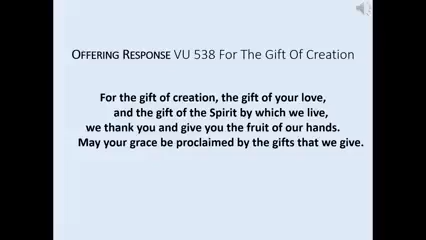 OFFERING RESPONSE VU 538 For The Gift Of Creation
For the gift of creation, the gift of your love,
and the gift of the Spirit by which we live,
we thank you and give you the fruit of our hands.
May your grace be proclaimed by the gifts that we give.